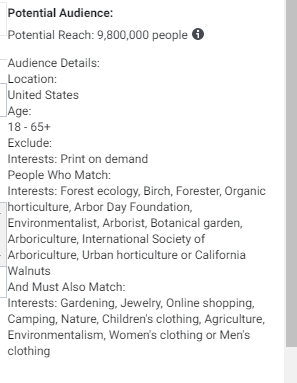 Potential Audience:
Potential Reach: 9,800,000 people
Audience Details:
Location:
United States
Age:
18 - 65+
Exclude:
Interests: Print on demand
People Who Match:
Interests: Forest ecology, Birch, Forester, Organic
horticulture, Arbor Day Foundation,
Environmentalist, Arborist, Botanical garden,
Arboriculture, International Society of
Arboriculture, Urban horticulture or California
Walnuts
And Must Also Match:
Interests: Gardening, Jewelry, Online shopping,
Camping, Nature, Children's clothing, Agriculture,
Environmentalism, Women's clothing or Men's
clothing